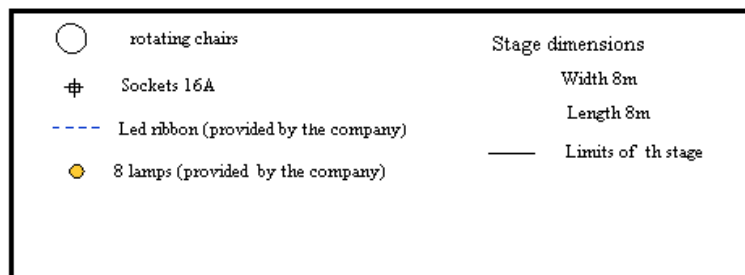 rotating chairs
Sockets 16A
Led ribbon (provided by the company)
8 lamps (provided by the company)
Stage dimensions
Width 8m
Length 8m
Limits of th stage